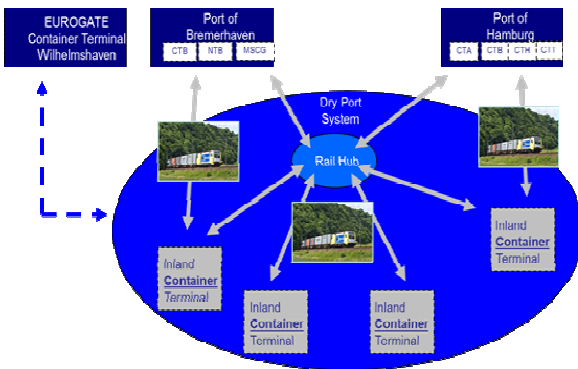 EUROGATE
Container Terminal
Wilhelmshaven
Port of
Bremerhaven
CTB NTB MSCG
Port of
Hamburg
CTA CTB CTH CTT
Dry Port
System
Rail Hub
Inland
Container
Terminal
Inland
Container
Terminal
Inland
Container
Terminal
Inland
Container
Terminal